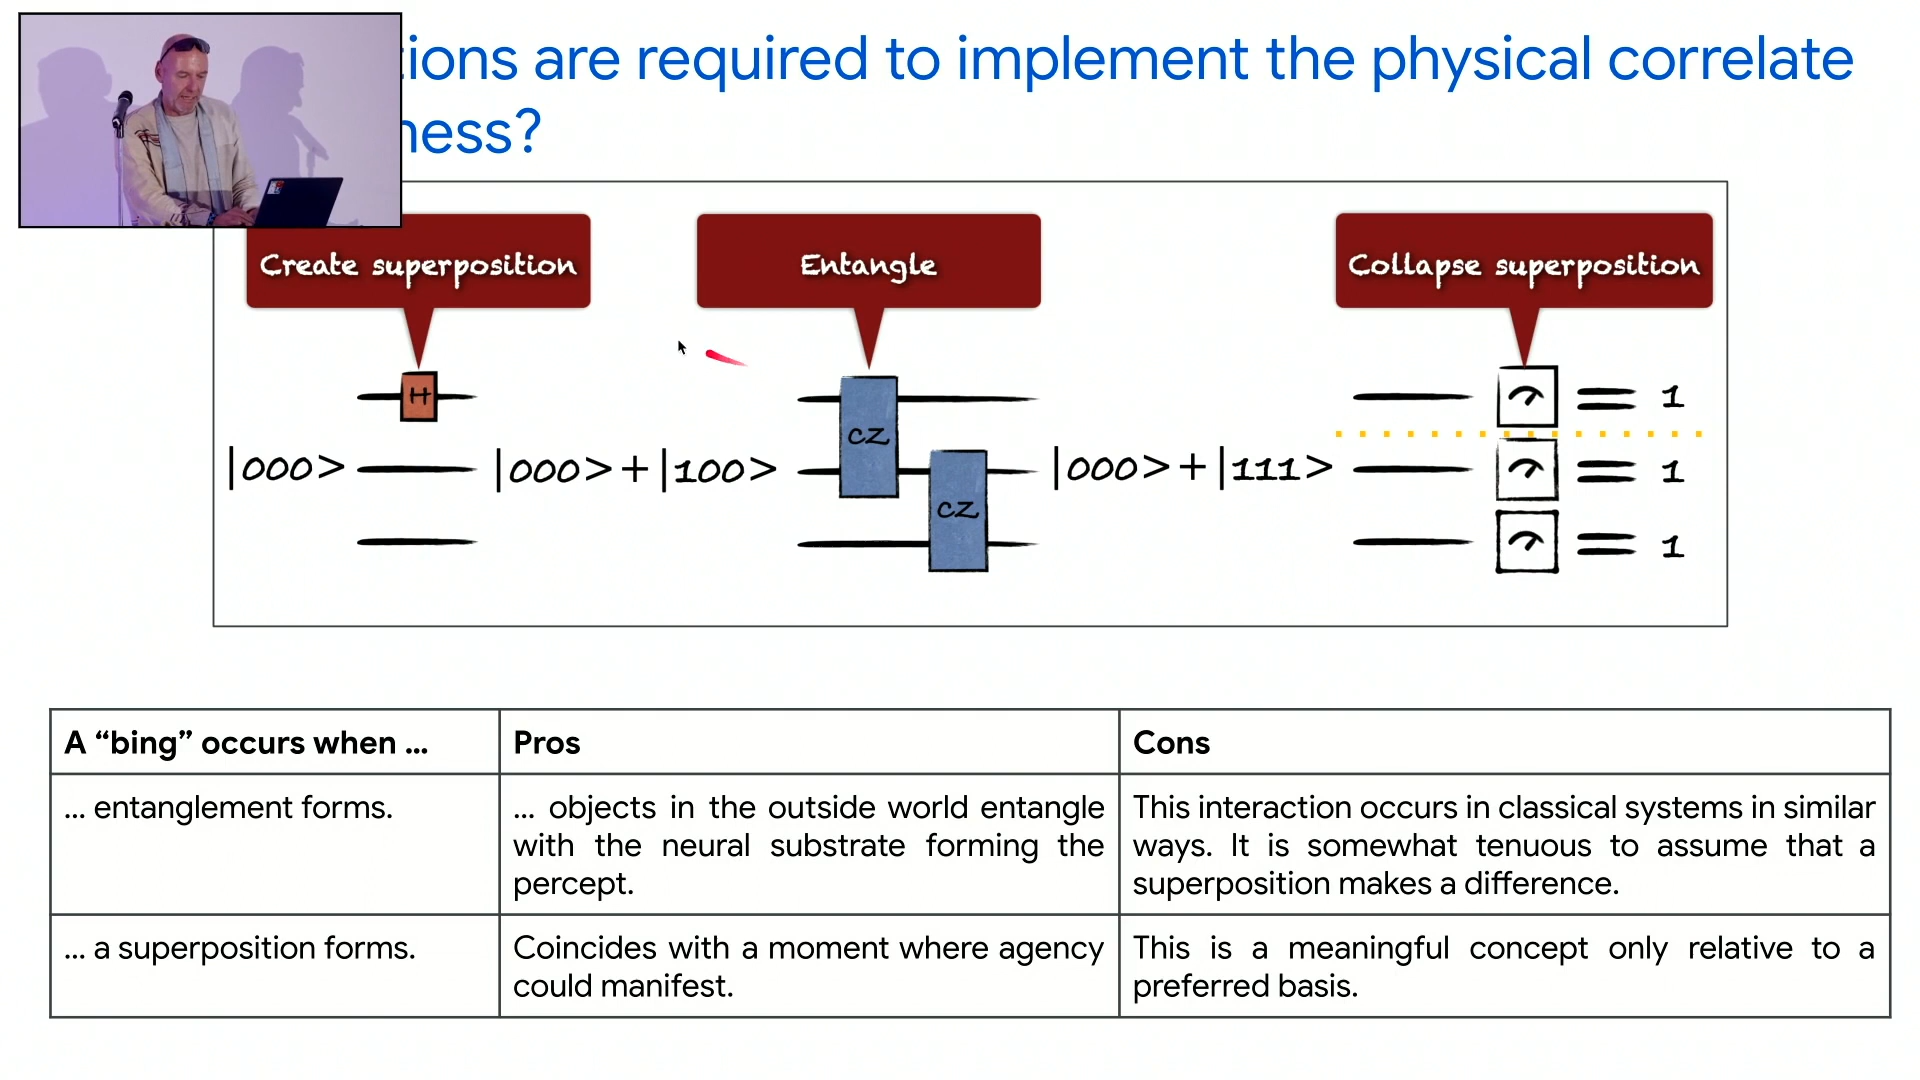 tions are required to implement the physical correlate
ness?
Create superposition
Entangle
Collapse superposition
H
CZ
CZ
|000>
|000>+|100>
|000>+|111>
1
1
1
A “bing” occurs when ...
Pros
Cons
... entanglement forms.
... objects in the outside world entangle
with the neural substrate forming the
percept.
This interaction occurs in classical systems in similar
ways. It is somewhat tenuous to assume that a
superposition makes a difference.
... a superposition forms.
Coincides with a moment where agency
could manifest.
This is a meaningful concept only relative to a
preferred basis.